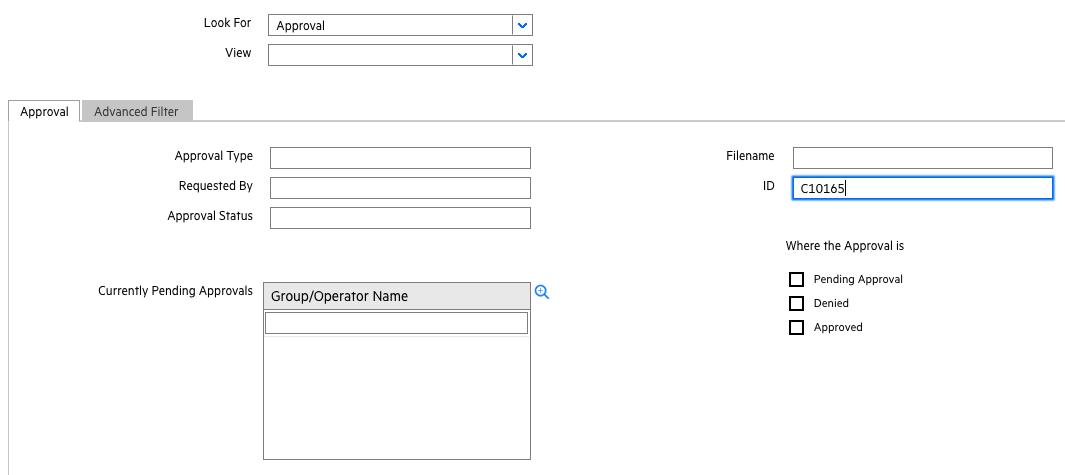 Look For Approval
View
Approval Advanced Filter
Approval Type
Requested By
Approval Status
Filename
ID C10165
Where the Approval is
Pending Approval
Denied
Approved
Currently Pending Approvals
Group/Operator Name